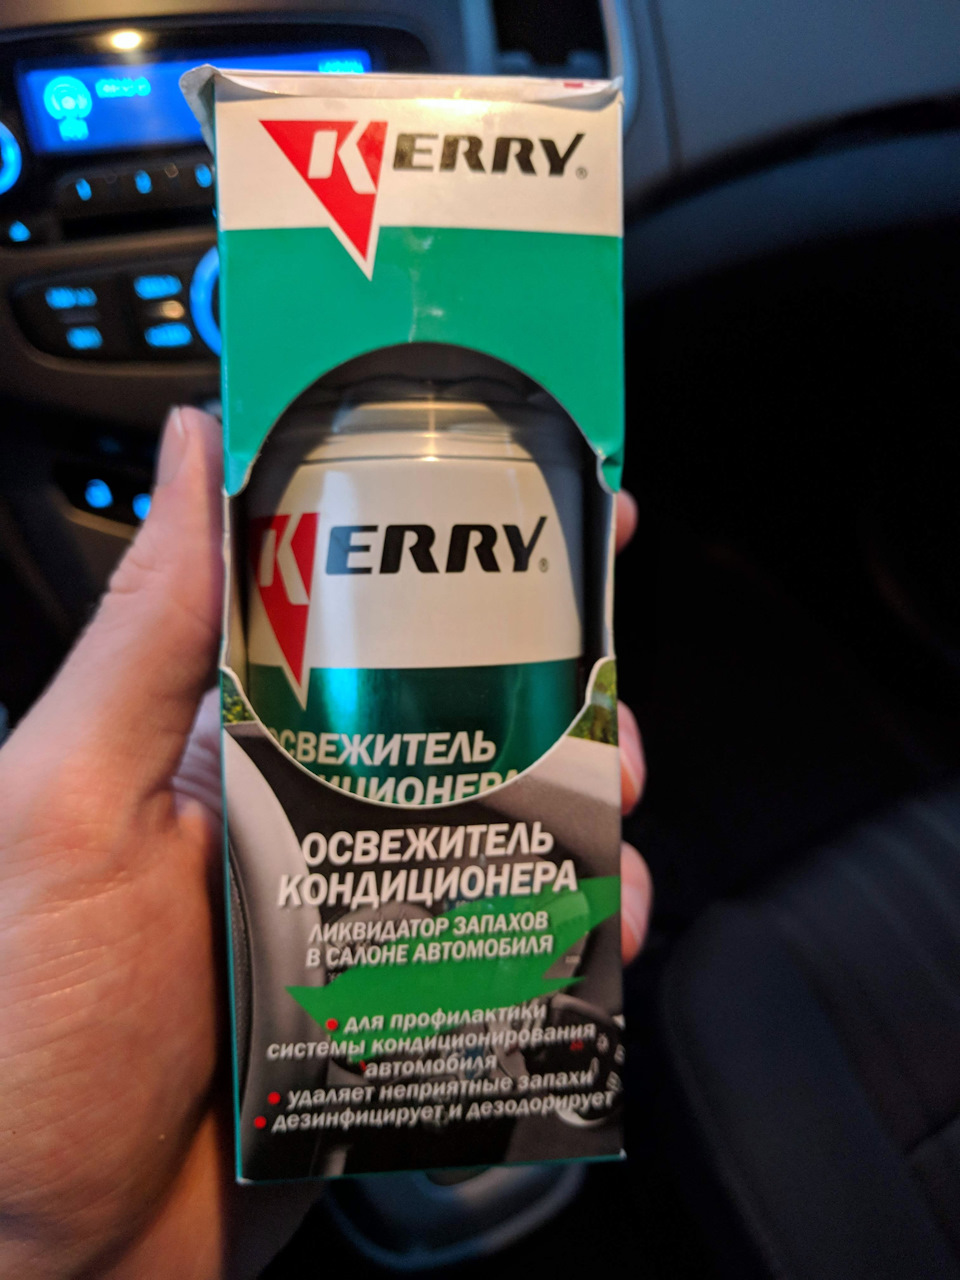 KERRY®
KERRY®
ОСВЕЖИТЕЛЬ
ОСВЕЖИТЕЛЬ
КОНДИЦИОНЕРА
ЛИКВИДАТОР ЗАПАХОВ
В САЛОНЕ АВТОМОБИЛЯ
• для профилактики
системы кондиционирования
автомобиля
• удаляет неприятные запахи
• дезинфицирует и дезодорирует